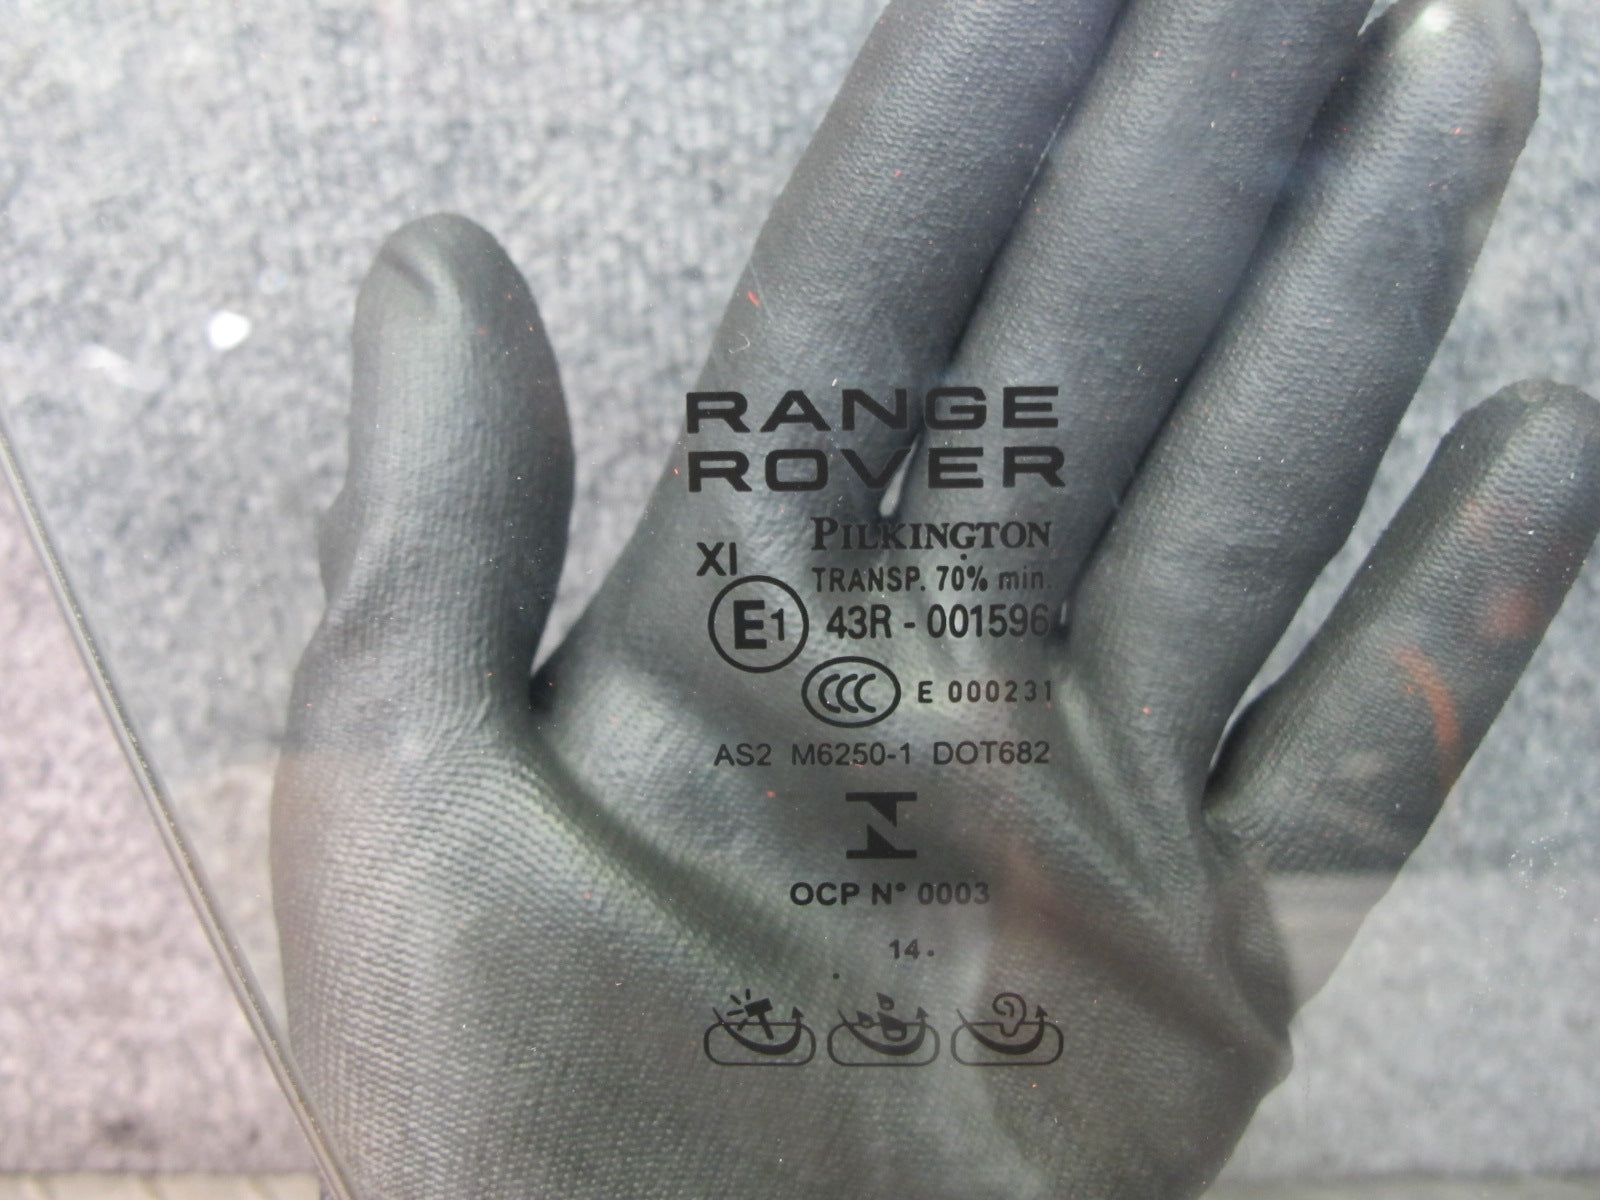 RANGE
ROVER
PILKINGTON
XI
TRANSP. 70% min.
E1 43R - 001596
CCC E 000231
AS2 M6250-1 DOT682
OCP N° 0003
14 .